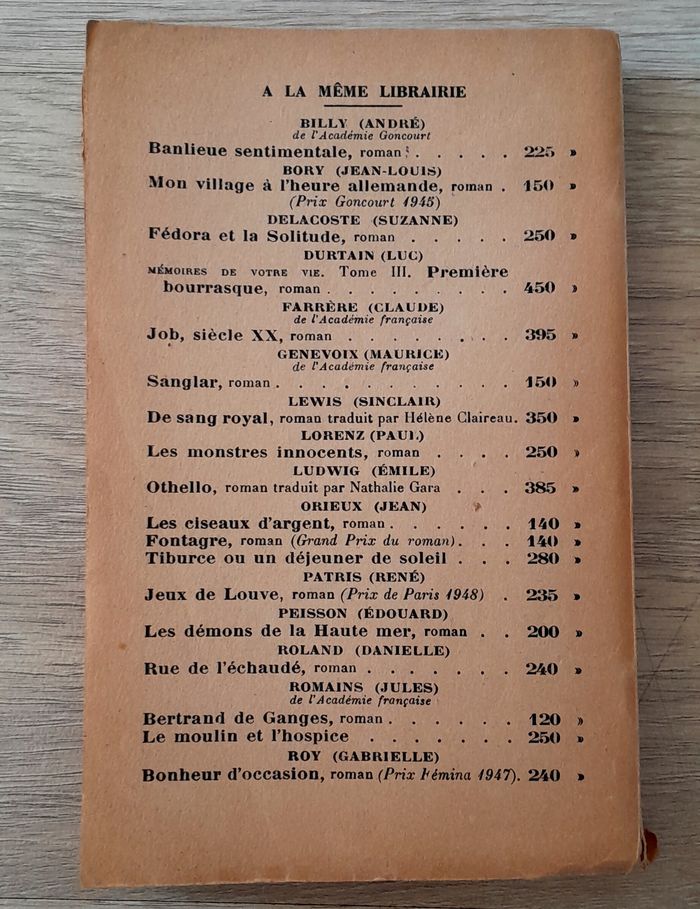 A LA MÊME LIBRAIRIE
BILLY (ANDRÉ)
de l'Académie Goncourt
Banlieue sentimentale, roman . . . . . 225 »
BORY (JEAN-LOUIS)
Mon village à l'heure allemande, roman . 150 »
(Prix Goncourt 1945)
DELACOSTE (SUZANNE)
Fédora et la Solitude, roman . . . . . 250 »
DURTAIN (LUC)
MÉMOIRES DE VOTRE VIE. Tome III. Première
bourrasque, roman . . . . . . . . . 450 »
FARRÈRE (CLAUDE)
de l'Académie française
Job, siècle XX, roman . . . . . . . . 395 »
GENEVOIX (MAURICE)
de l'Académie française
Sanglar, roman . . . . . . . . . . . 150 »
LEWIS (SINCLAIR)
De sang royal, roman traduit par Hélène Claireau. 350 »
LORENZ (PAUL)
Les monstres innocents, roman . . . . 250 »
LUDWIG (ÉMILE)
Othello, roman traduit par Nathalie Gara . . . 385 »
ORIEUX (JEAN)
Les ciseaux d'argent, roman . . . . . . 140 »
Fontagre, roman (Grand Prix du roman) . . . 140 »
Tiburce ou un déjeuner de soleil . . . 280 »
PATRIS (RENÉ)
Jeux de Louve, roman (Prix de Paris 1948) . 235 »
PEISSON (ÉDOUARD)
Les démons de la Haute mer, roman . . 200 »
ROLAND (DANIELLE)
Rue de l'échaudé, roman . . . . . . . 240 »
ROMAINS (JULES)
de l'Académie française
Bertrand de Ganges, roman . . . . . . 120 »
Le moulin et l'hospice . . . . . . . 250 »
ROY (GABRIELLE)
Bonheur d'occasion, roman (Prix Fémina 1947). 240 »